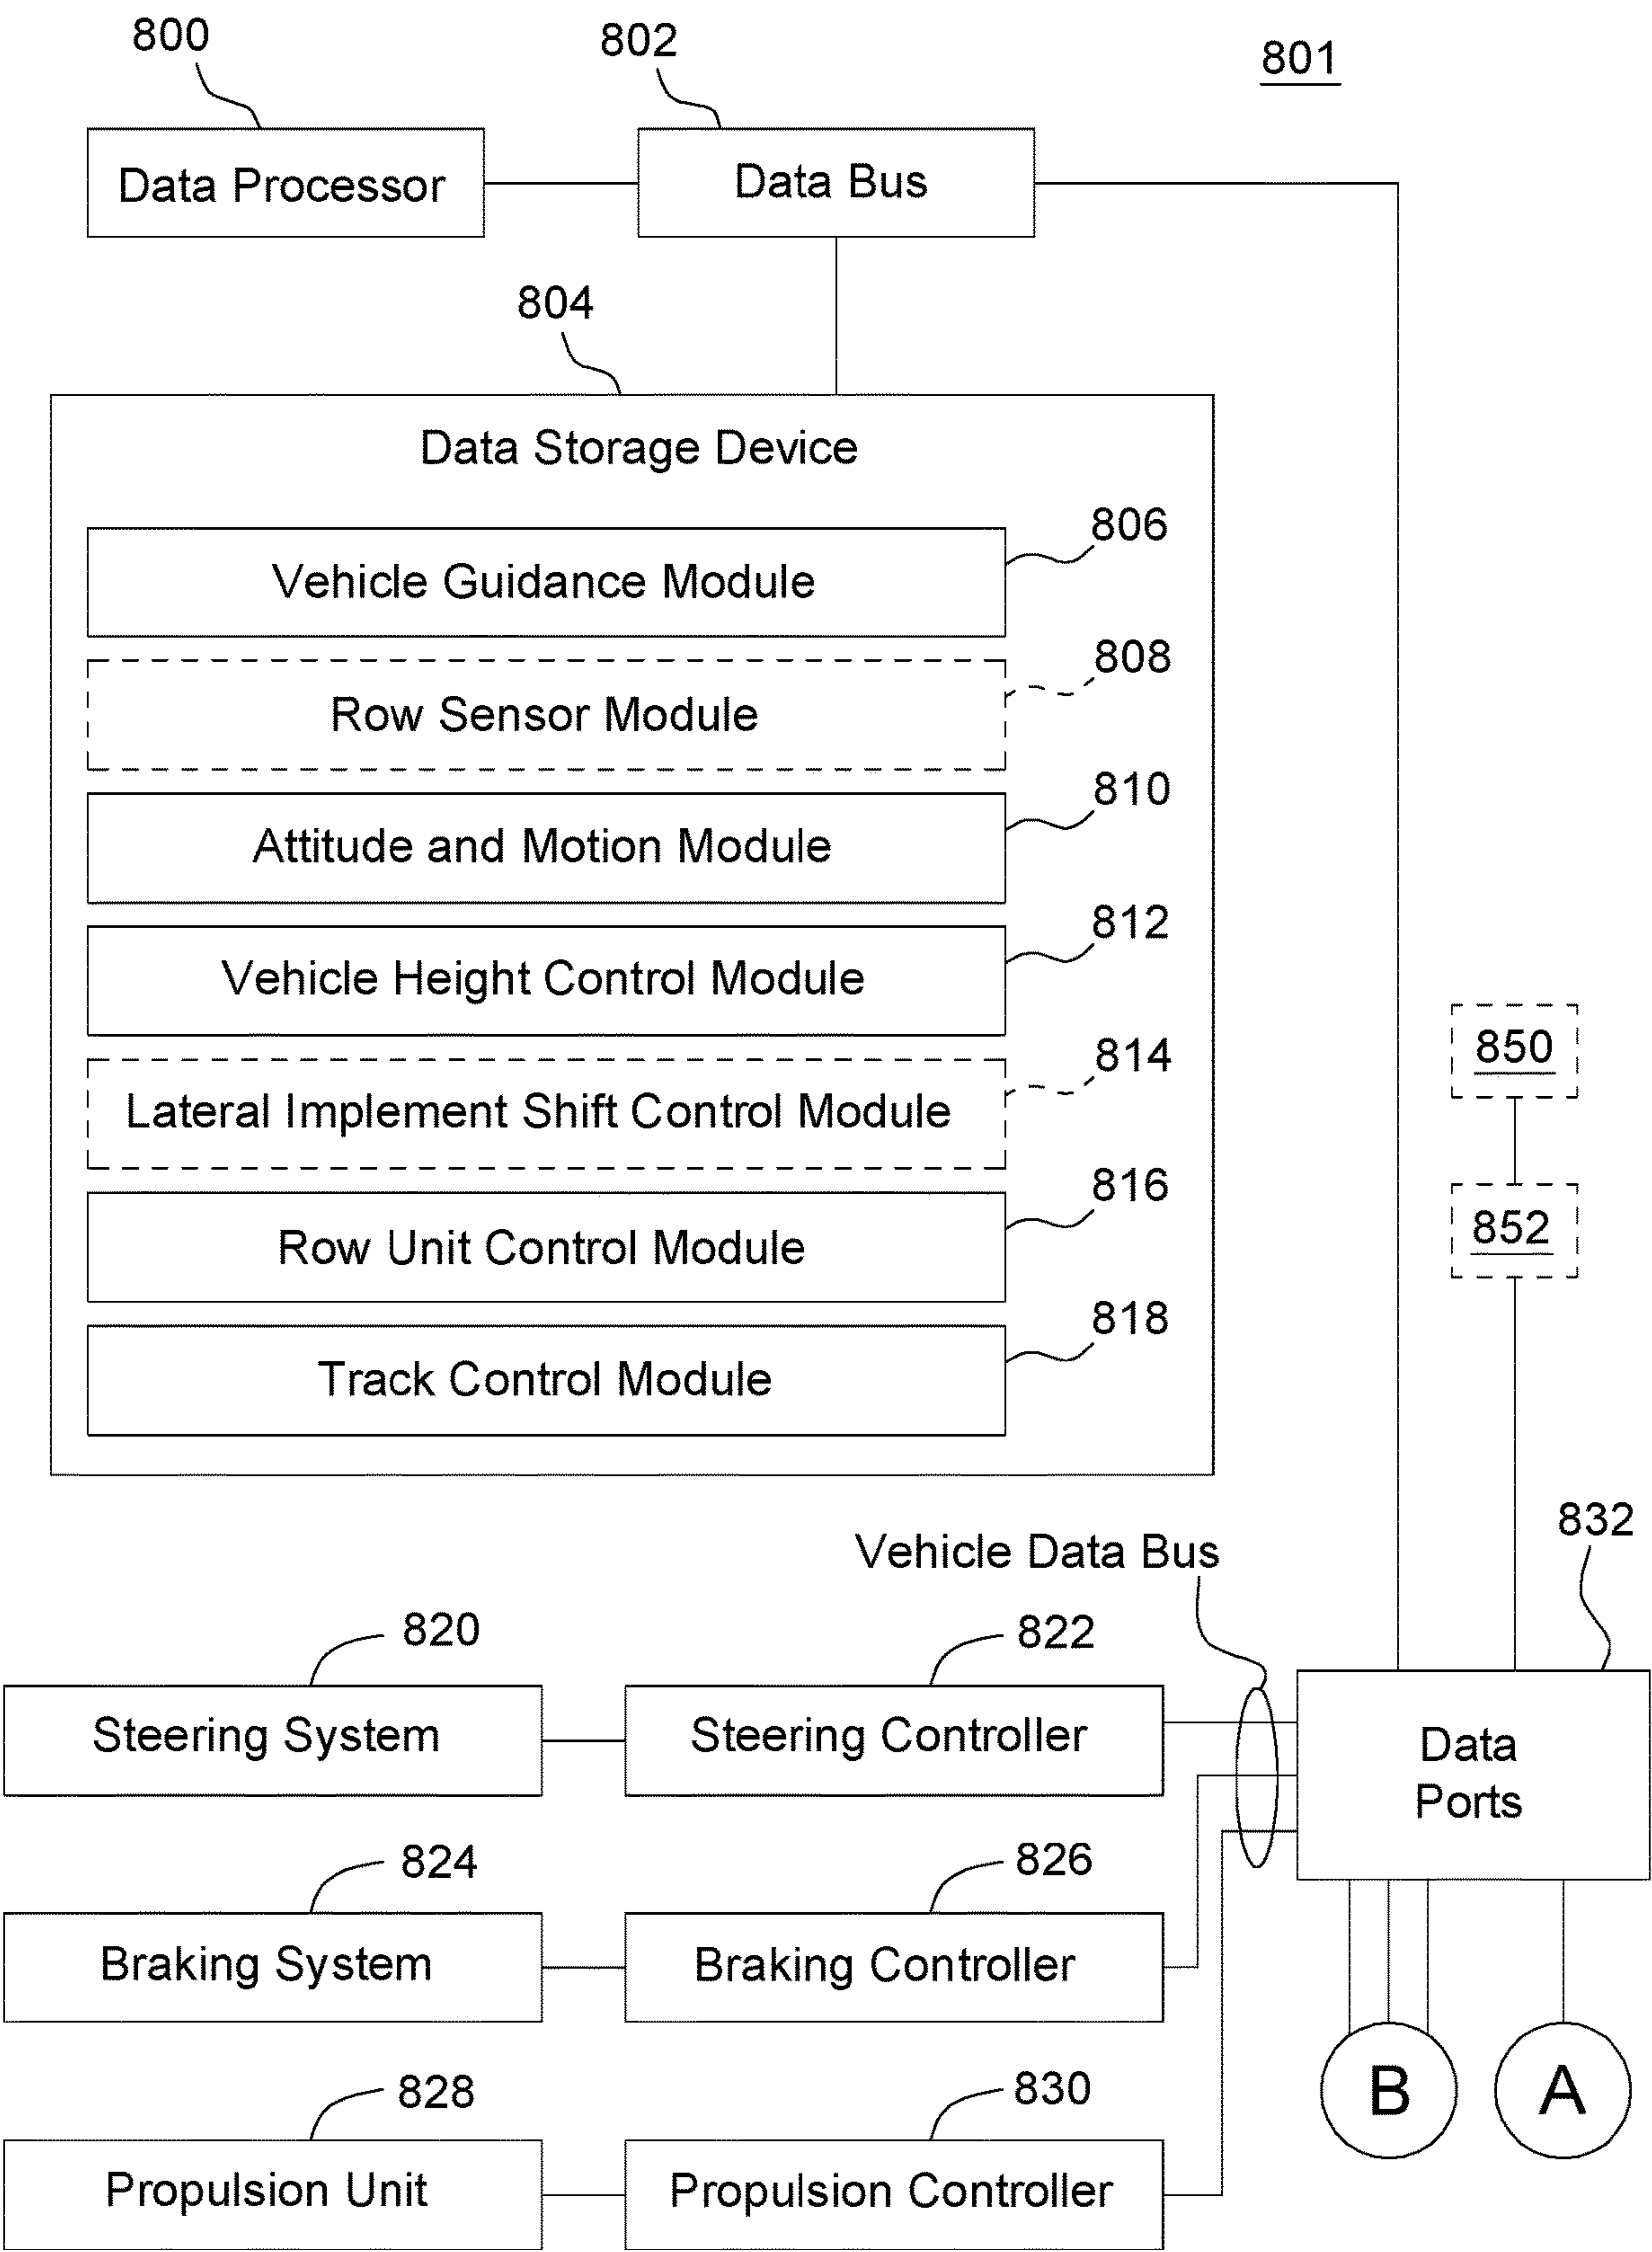 800
802
801
Data Processor
Data Bus
804
Data Storage Device
806
Vehicle Guidance Module
808
Row Sensor Module
810
Attitude and Motion Module
812
Vehicle Height Control Module
850
814
Lateral Implement Shift Control Module
816
852
Row Unit Control Module
818
Track Control Module
832
Vehicle Data Bus
820
822
Steering System
Steering Controller
Data
Ports
824
826
Braking System
Braking Controller
B
A
828
830
Propulsion Unit
Propulsion Controller